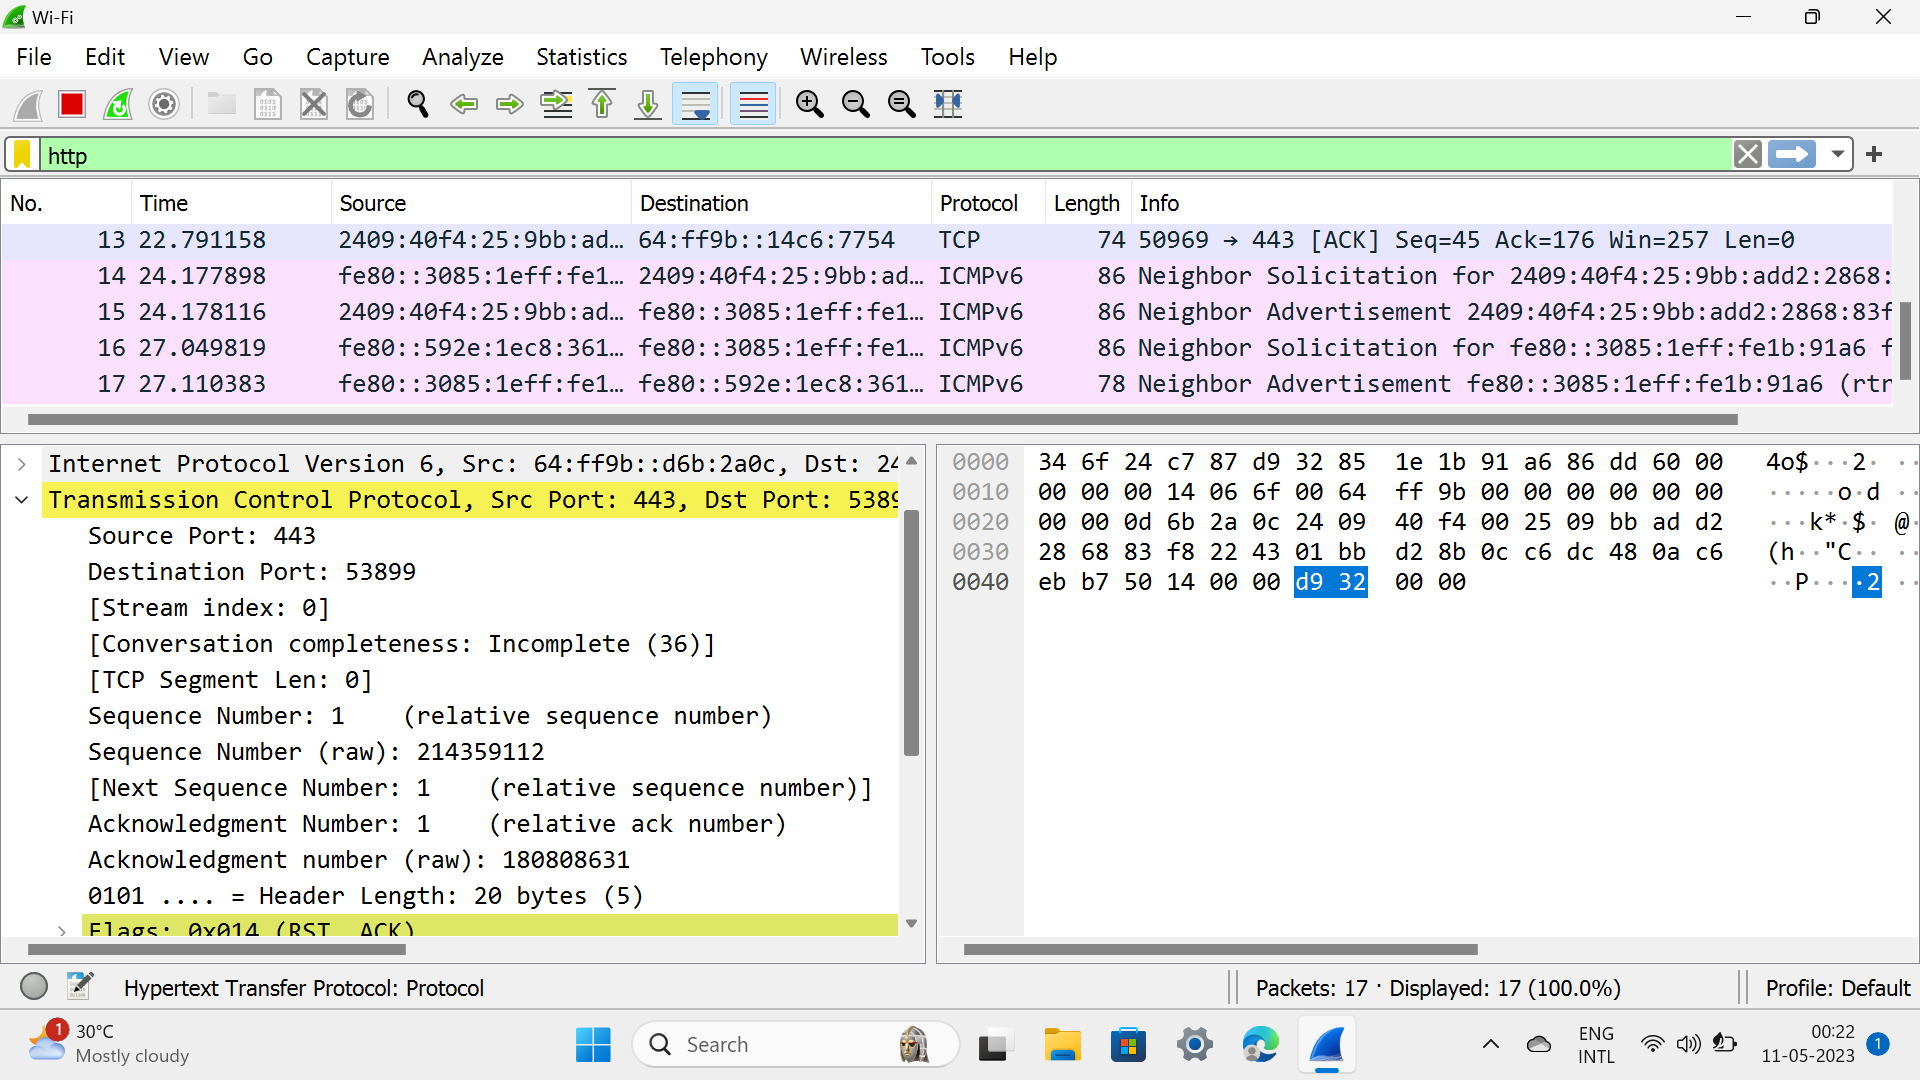 Wi-Fi
File Edit View Go Capture Analyze Statistics Telephony Wireless Tools Help
http
No. Time Source Destination Protocol Length Info
13 22.791158 2409:40f4:25:9bb:ad… 64:ff9b::14c6:7754 TCP 74 50969 → 443 [ACK] Seq=45 Ack=176 Win=257 Len=0
14 24.177898 fe80::3085:1eff:fe1… 2409:40f4:25:9bb:ad… ICMPv6 86 Neighbor Solicitation for 2409:40f4:25:9bb:add2:2868:
15 24.178116 2409:40f4:25:9bb:ad… fe80::3085:1eff:fe1… ICMPv6 86 Neighbor Advertisement 2409:40f4:25:9bb:add2:2868:83f
16 27.049819 fe80::592e:1ec8:361… fe80::3085:1eff:fe1… ICMPv6 86 Neighbor Solicitation for fe80::3085:1eff:fe1b:91a6 f
17 27.110383 fe80::3085:1eff:fe1… fe80::592e:1ec8:361… ICMPv6 78 Neighbor Advertisement fe80::3085:1eff:fe1b:91a6 (rtr
Internet Protocol Version 6, Src: 64:ff9b::d6b:2a0c, Dst: 24
Transmission Control Protocol, Src Port: 443, Dst Port: 5389
Source Port: 443
Destination Port: 53899
[Stream index: 0]
[Conversation completeness: Incomplete (36)]
[TCP Segment Len: 0]
Sequence Number: 1 (relative sequence number)
Sequence Number (raw): 214359112
[Next Sequence Number: 1 (relative sequence number)]
Acknowledgment Number: 1 (relative ack number)
Acknowledgment number (raw): 180808631
0101 .... = Header Length: 20 bytes (5)
Flags: 0x014 (RST, ACK)
0000 34 6f 24 c7 87 d9 32 85 1e 1b 91 a6 86 dd 60 00 4o$···2· ··
0010 00 00 00 14 06 6f 00 64 ff 9b 00 00 00 00 00 00 ·····o·d ··
0020 00 00 0d 6b 2a 0c 24 09 40 f4 00 25 09 bb ad d2 ···k*·$· @·
0030 28 68 83 f8 22 43 01 bb d2 8b 0c c6 dc 48 0a c6 (h··"C·· ··
0040 eb b7 50 14 00 00 d9 32 00 00 ··P····2 ··
Hypertext Transfer Protocol: Protocol
Packets: 17 · Displayed: 17 (100.0%)
Profile: Default
1
30°C
Mostly cloudy
Search
ENG
INTL
00:22
11-05-2023
1